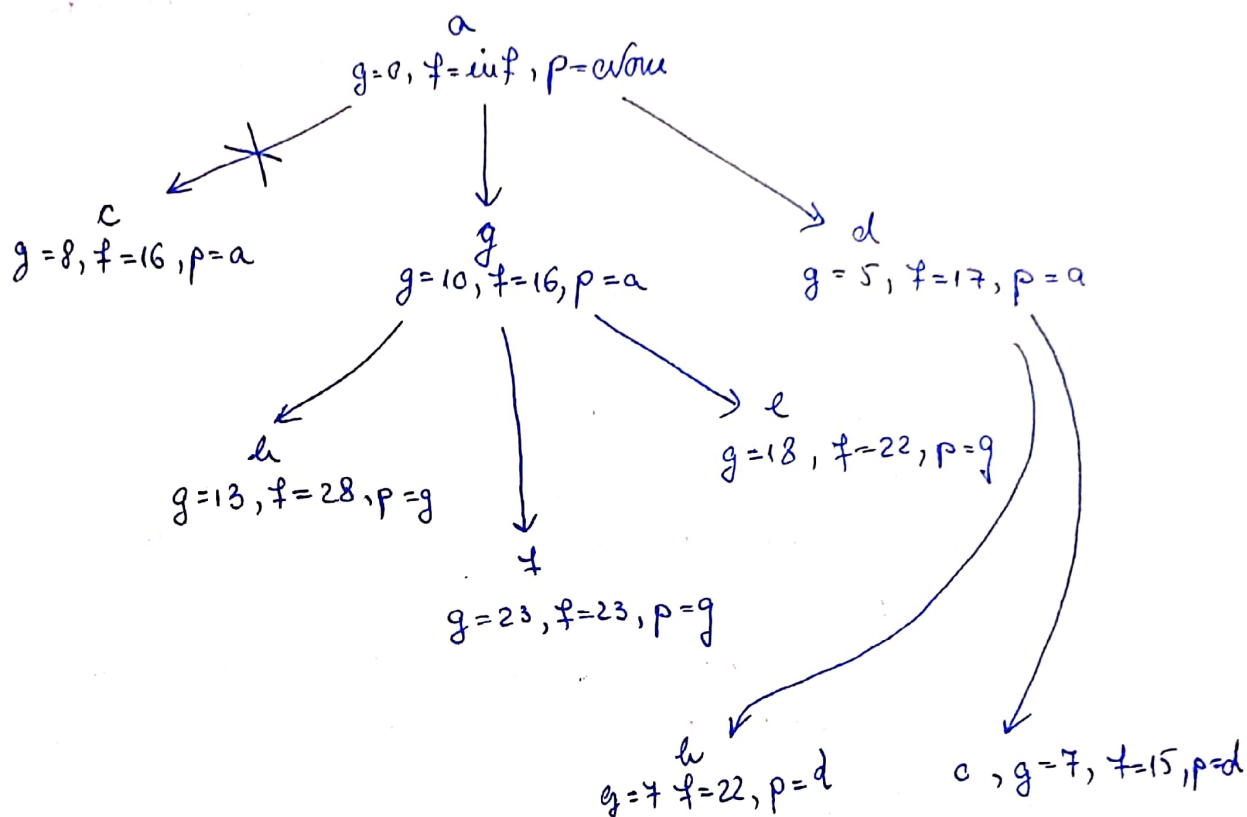 a
g=0, f=inf, p=None
c
g=8, f=16, p=a
g
g=10, f=16, p=a
d
g=5, f=17, p=a
h
g=13, f=28, p=g
e
g=18, f=22, p=g
f
g=23, f=23, p=g
h
g=7 f=22, p=d
c, g=7, f=15, p=d